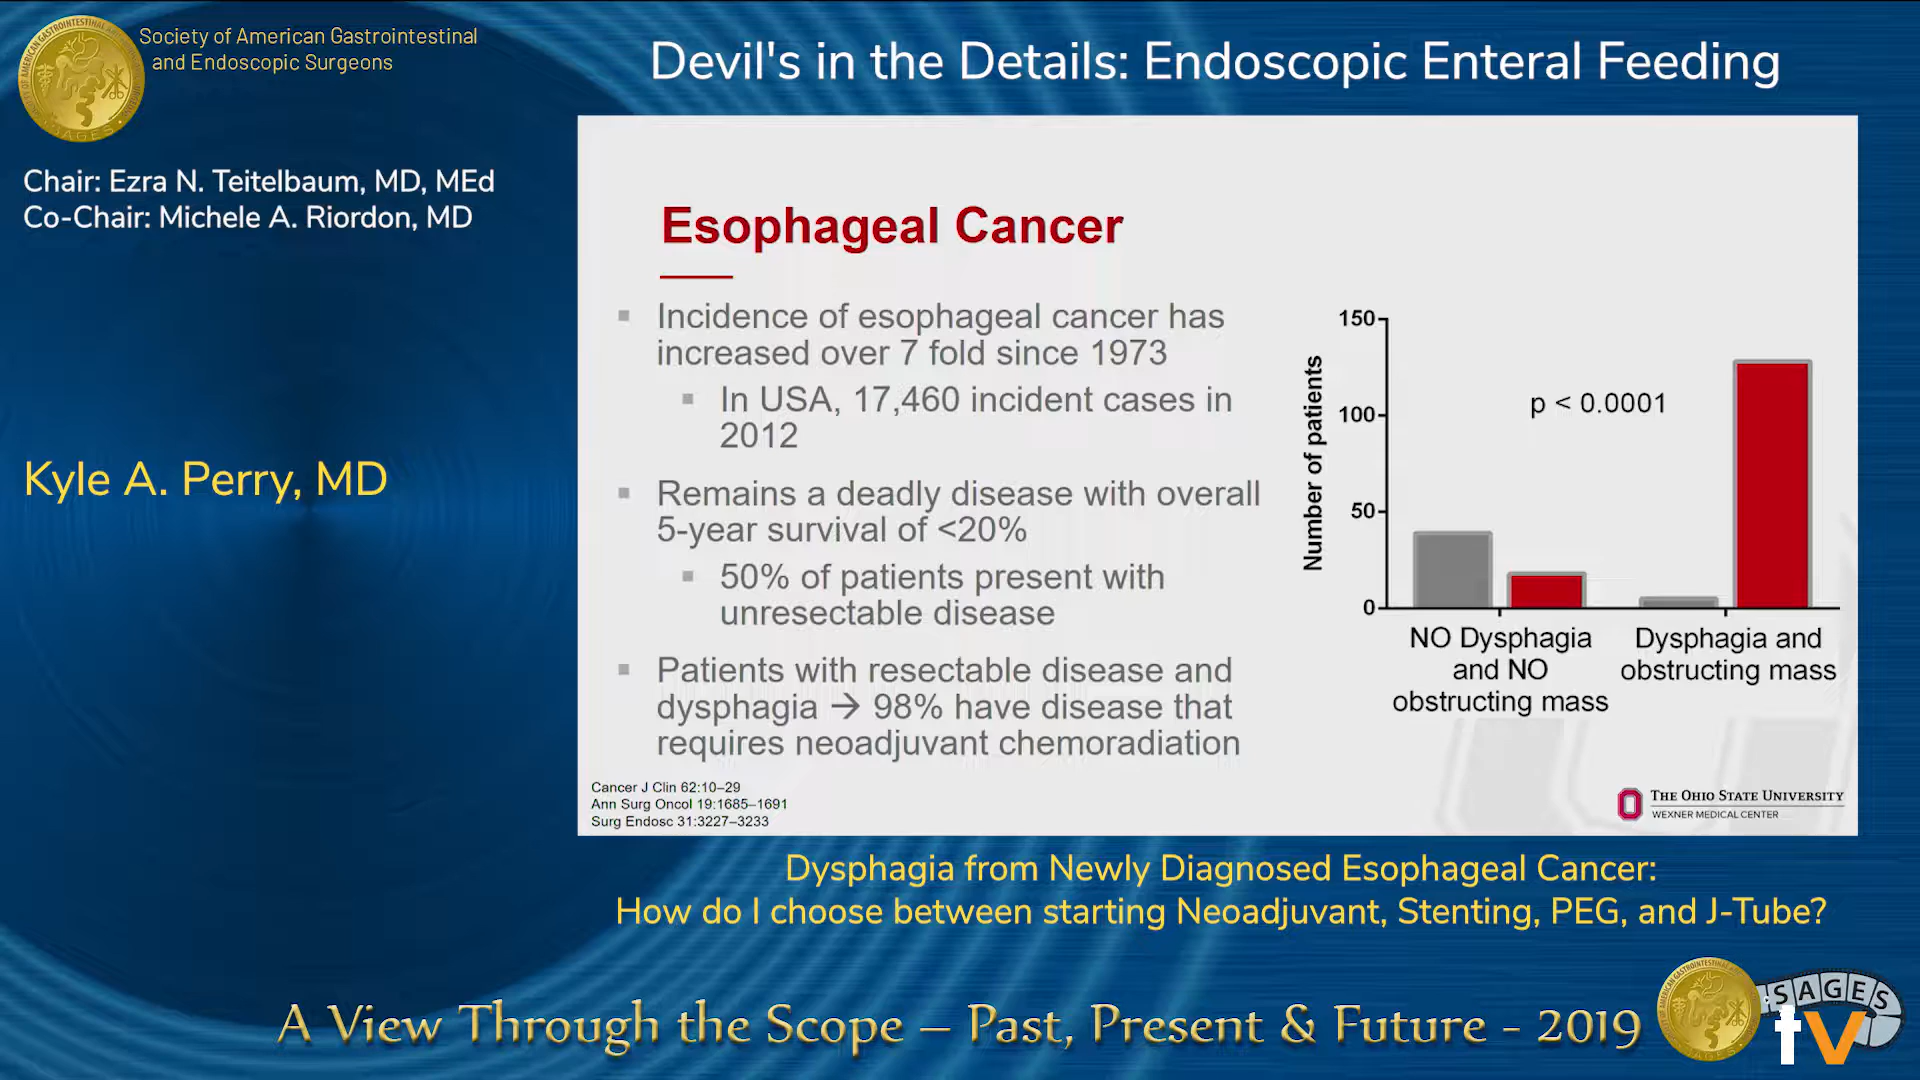 Society of American Gastrointestinal
and Endoscopic Surgeons
Devil's in the Details: Endoscopic Enteral Feeding
Chair: Ezra N. Teitelbaum, MD, MEd
Co-Chair: Michele A. Riordon, MD
Kyle A. Perry, MD
Esophageal Cancer
▪ Incidence of esophageal cancer has
increased over 7 fold since 1973
▪ In USA, 17,460 incident cases in
2012
▪ Remains a deadly disease with overall
5-year survival of <20%
▪ 50% of patients present with
unresectable disease
▪ Patients with resectable disease and
dysphagia → 98% have disease that
requires neoadjuvant chemoradiation
Number of patients
150
100
50
0
p < 0.0001
NO Dysphagia
and NO
obstructing mass
Dysphagia and
obstructing mass
Cancer J Clin 62:10–29
Ann Surg Oncol 19:1685–1691
Surg Endosc 31:3227–3233
THE OHIO STATE UNIVERSITY
WEXNER MEDICAL CENTER
Dysphagia from Newly Diagnosed Esophageal Cancer:
How do I choose between starting Neoadjuvant, Stenting, PEG, and J-Tube?
A View Through the Scope – Past, Present & Future - 2019
SAGES
tv